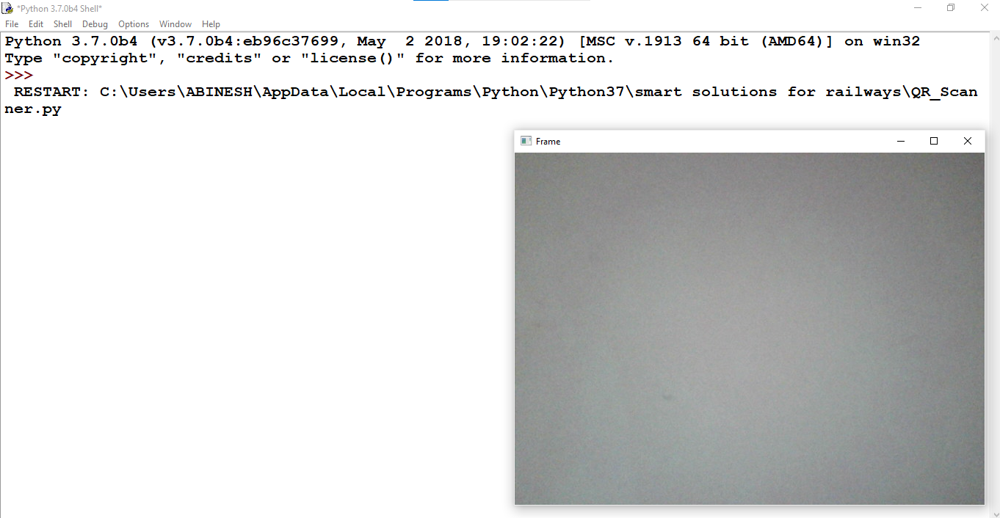 *Python 3.7.0b4 Shell*
File Edit Shell Debug Options Window Help
Python 3.7.0b4 (v3.7.0b4:eb96c37699, May  2 2018, 19:02:22) [MSC v.1913 64 bit (AMD64)] on win32
Type "copyright", "credits" or "license()" for more information.
>>>
 RESTART: C:\Users\ABINESH\AppData\Local\Programs\Python\Python37\smart solutions for railways\QR_Scan
ner.py
Frame